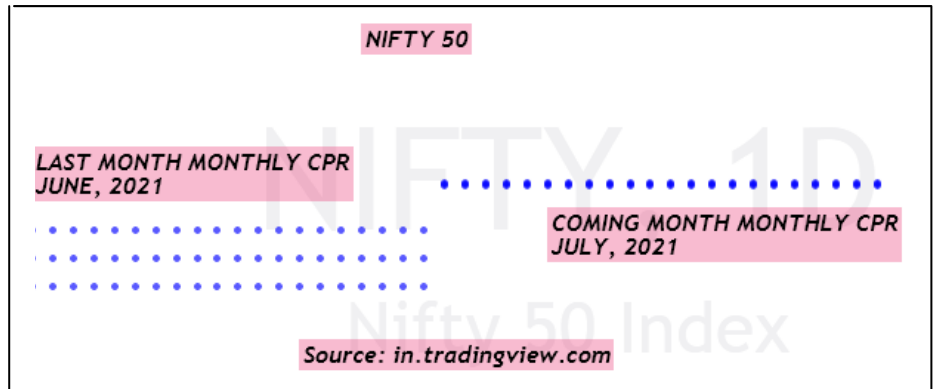 NIFTY 50
NIFTY 1D
LAST MONTH MONTHLY CPR
JUNE, 2021
COMING MONTH MONTHLY CPR
JULY, 2021
Nifty 50 Index
Source: in.tradingview.com